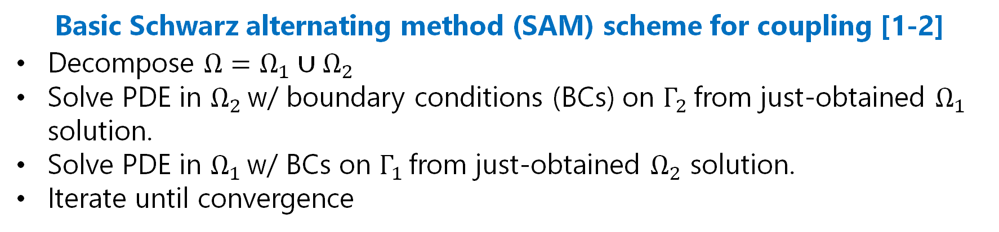 Basic Schwarz alternating method (SAM) scheme for coupling [1-2]
• Decompose Ω = Ω₁ ∪ Ω₂
• Solve PDE in Ω₂ w/ boundary conditions (BCs) on Γ₂ from just-obtained Ω₁
solution.
• Solve PDE in Ω₁ w/ BCs on Γ₁ from just-obtained Ω₂ solution.
• Iterate until convergence